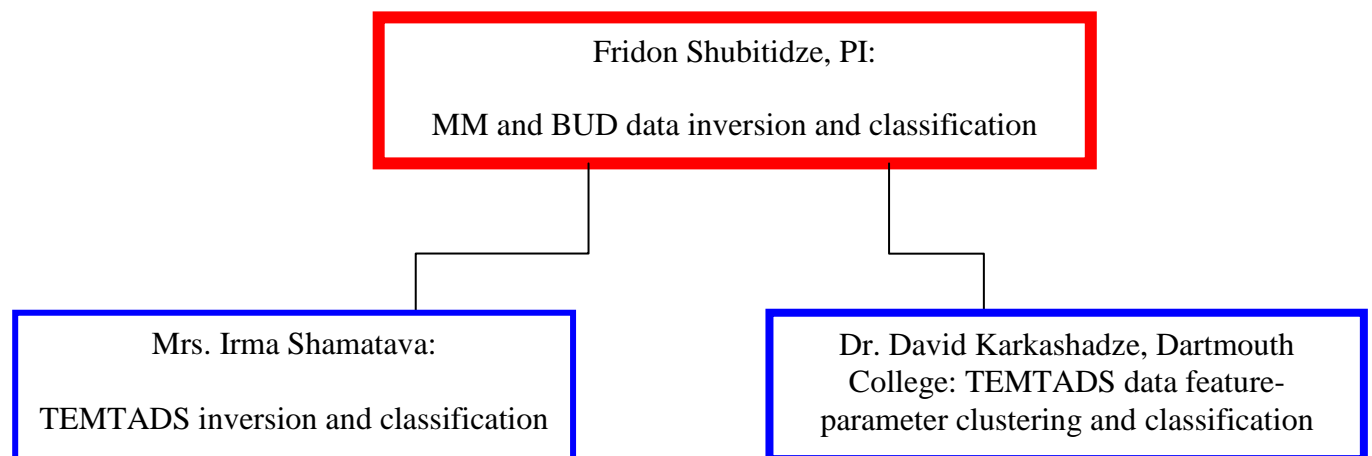 Fridon Shubitidze, PI:
MM and BUD data inversion and classification
Mrs. Irma Shamatava:
TEMTADS inversion and classification
Dr. David Karkashadze, Dartmouth
College: TEMTADS data feature-
parameter clustering and classification